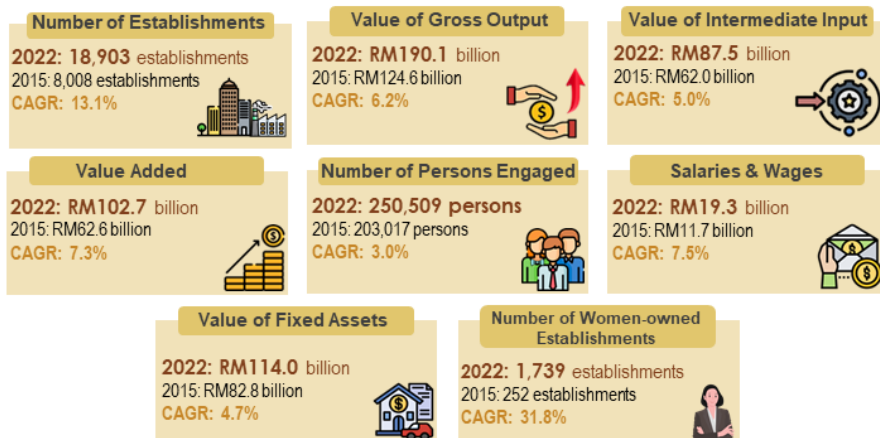 Number of Establishments
2022: 18,903 establishments
2015: 8,008 establishments
CAGR: 13.1%
Value of Gross Output
2022: RM190.1 billion
2015: RM124.6 billion
CAGR: 6.2%
Value of Intermediate Input
2022: RM87.5 billion
2015: RM62.0 billion
CAGR: 5.0%
Value Added
2022: RM102.7 billion
2015: RM62.6 billion
CAGR: 7.3%
Number of Persons Engaged
2022: 250,509 persons
2015: 203,017 persons
CAGR: 3.0%
Salaries & Wages
2022: RM19.3 billion
2015: RM11.7 billion
CAGR: 7.5%
Value of Fixed Assets
2022: RM114.0 billion
2015: RM82.8 billion
CAGR: 4.7%
Number of Women-owned
Establishments
2022: 1,739 establishments
2015: 252 establishments
CAGR: 31.8%